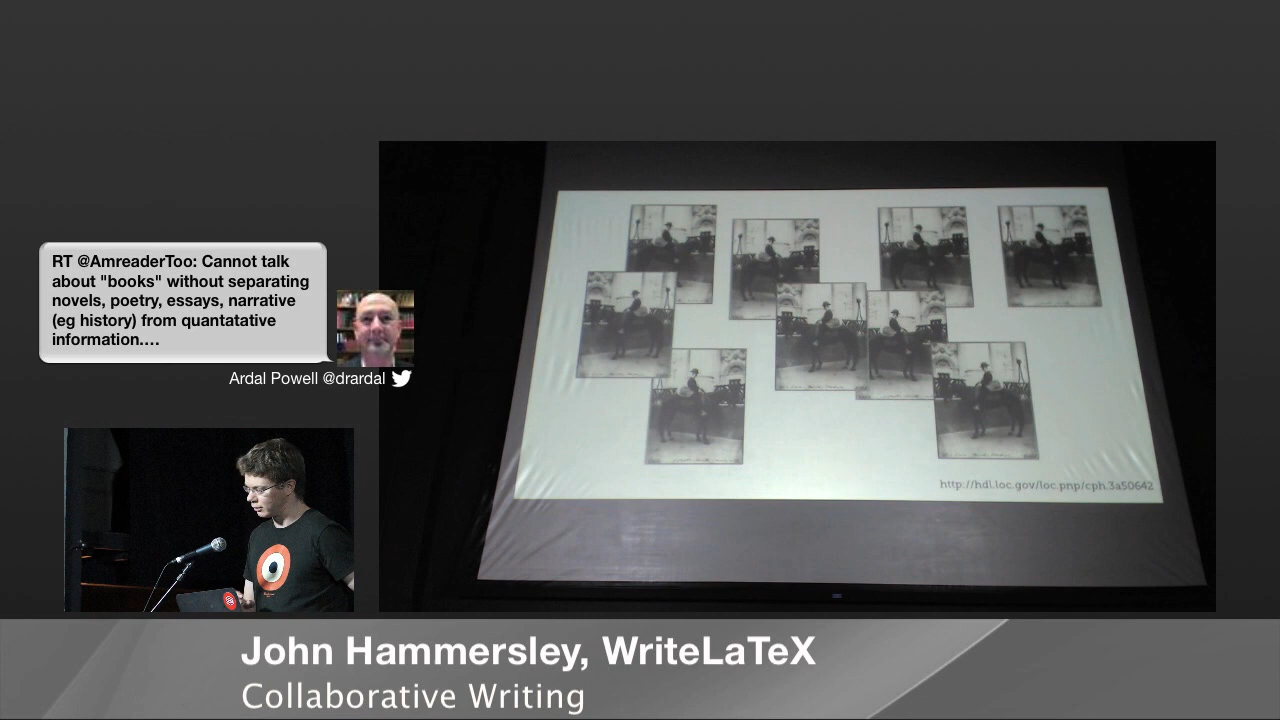 RT @AmreaderToo: Cannot talk
about "books" without separating
novels, poetry, essays, narrative
(eg history) from quantatative
information....
Ardal Powell @drardal
http://hdl.loc.gov/loc.pnp/cph.3a50642
John Hammersley, WriteLaTeX
Collaborative Writing